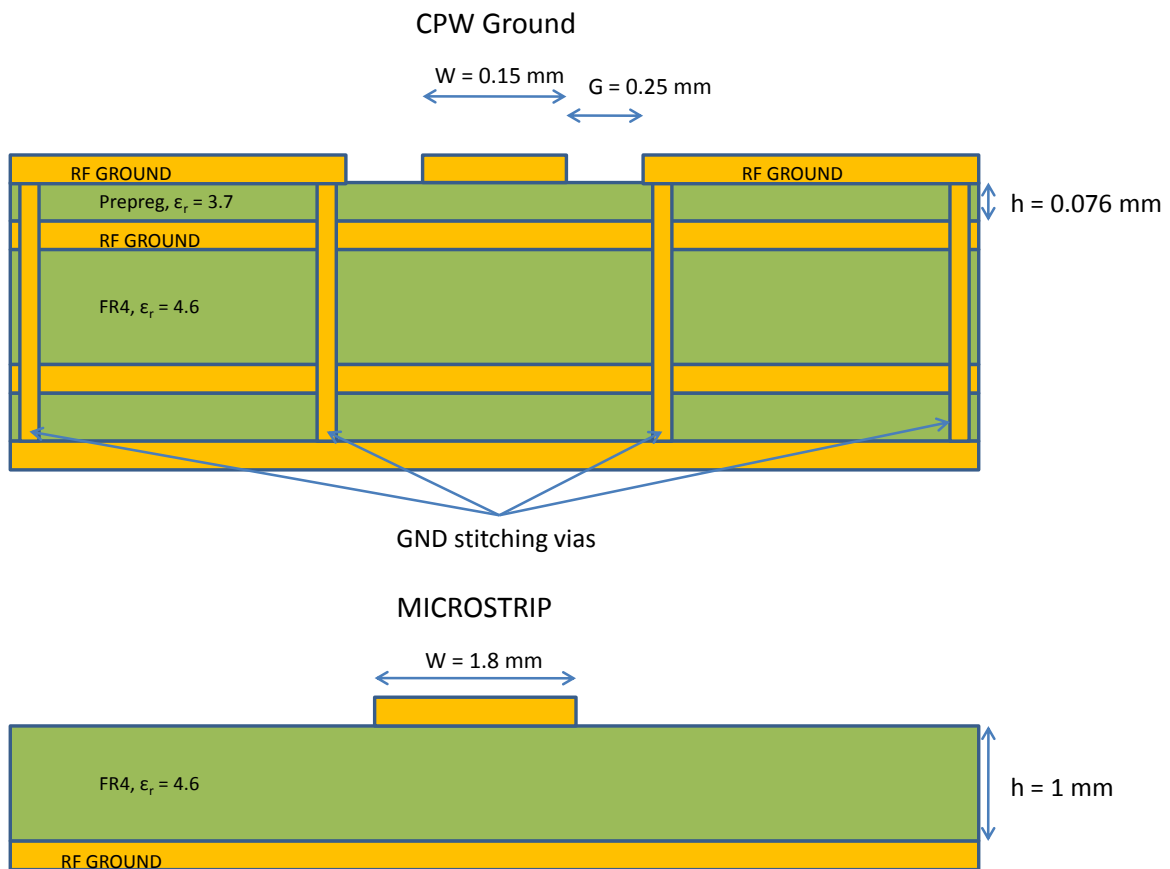 CPW Ground
W = 0.15 mm
G = 0.25 mm
RF GROUND
RF GROUND
Prepreg, εr = 3.7
h = 0.076 mm
RF GROUND
FR4, εr = 4.6
GND stitching vias
MICROSTRIP
W = 1.8 mm
FR4, εr = 4.6
h = 1 mm
RF GROUND